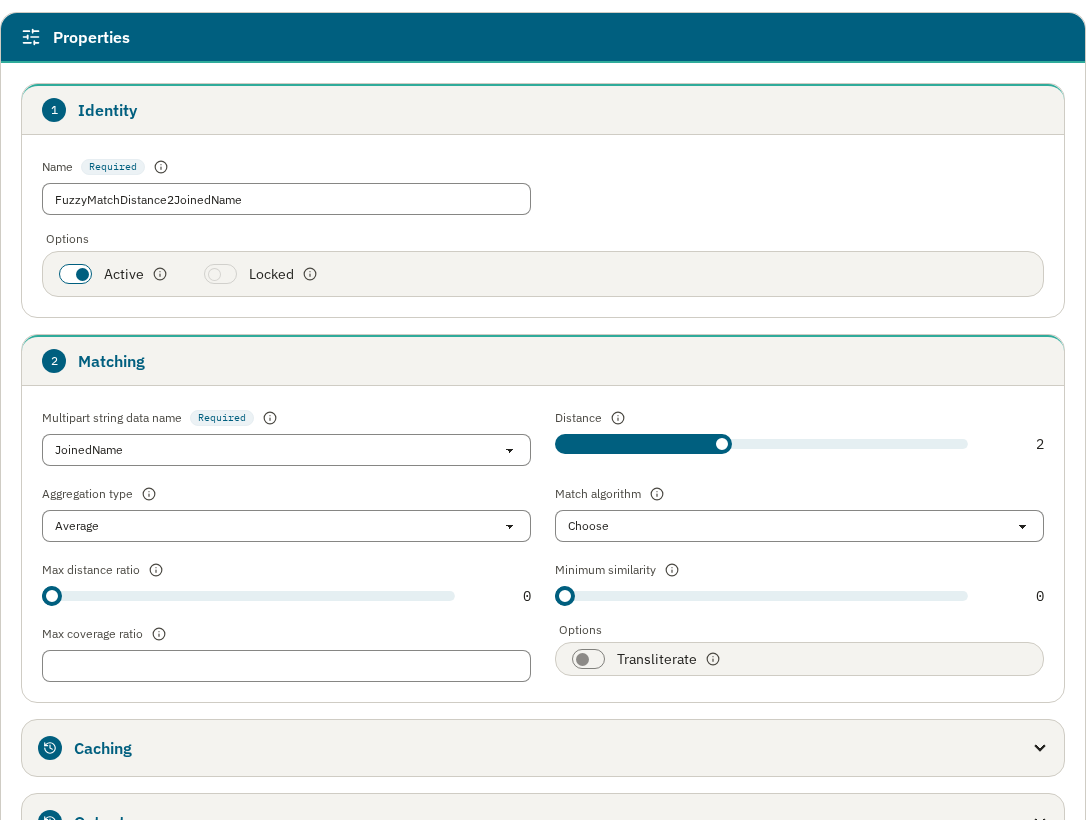 Properties
1 Identity
Name Required
FuzzyMatchDistance2JoinedName
Options
Active Locked
2 Matching
Multipart string data name Required
JoinedName
Distance
2
Aggregation type
Average
Match algorithm
Choose
Max distance ratio
0
Minimum similarity
0
Max coverage ratio
Options
Transliterate
Caching